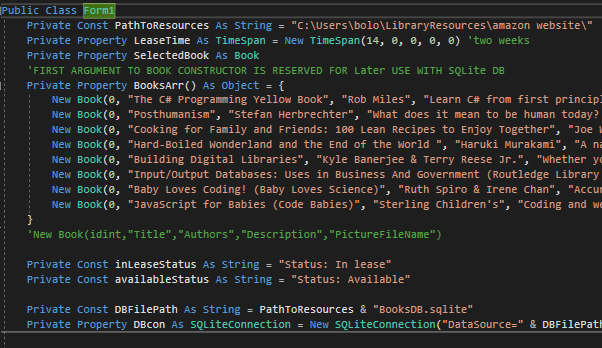 Public Class Form1
Private Const PathToResources As String = "C:\Users\bolo\LibraryResources\amazon website\"
Private Property LeaseTime As TimeSpan = New TimeSpan(14, 0, 0, 0, 0) 'two weeks
Private Property SelectedBook As Book
'FIRST ARGUMENT TO BOOK CONSTRUCTOR IS RESERVED FOR Later USE WITH SQLite DB
Private Property BooksArr() As Object = {
New Book(0, "The C# Programming Yellow Book", "Rob Miles", "Learn C# from first
New Book(0, "Posthumanism", "Stefan Herbrechter", "What does it mean to be human today?
New Book(0, "Cooking for Family and Friends: 100 Lean Recipes to Enjoy Together", "Joe
New Book(0, "Hard-Boiled Wonderland and the End of the World ", "Haruki Murakami", "A
New Book(0, "Building Digital Libraries", "Kyle Banerjee & Terry Reese Jr.", "Whether
New Book(0, "Input/Output Databases: Uses in Business And Government (Routledge Library
New Book(0, "Baby Loves Coding! (Baby Loves Science)", "Ruth Spiro & Irene Chan",
New Book(0, "JavaScript for Babies (Code Babies)", "Sterling Children's", "Coding and
}
'New Book(idint,"Title","Authors","Description","PictureFileName")
Private Const inLeaseStatus As String = "Status: In lease"
Private Const availableStatus As String = "Status: Available"
Private Const DBFilePath As String = PathToResources & "BooksDB.sqlite"
Private Property DBcon As SQLiteConnection = New SQLiteConnection("DataSource=" & DBFilePath